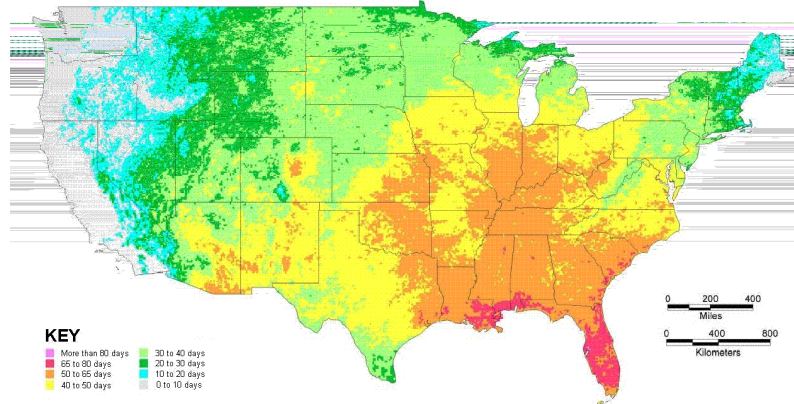 KEY
More than 80 days
65 to 80 days
50 to 65 days
40 to 50 days
30 to 40 days
20 to 30 days
10 to 20 days
0 to 10 days
0 200 400
Miles
0 400 800
Kilometers